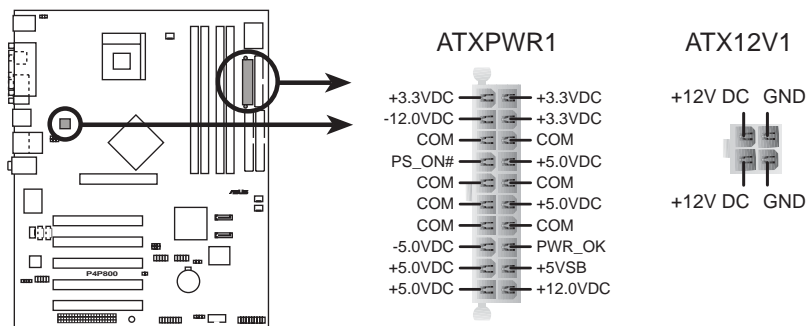 ATXPWR1
ATX12V1
+3.3VDC +3.3VDC
-12.0VDC +3.3VDC
COM COM
PS_ON# +5.0VDC
COM COM
COM +5.0VDC
COM COM
-5.0VDC PWR_OK
+5.0VDC +5VSB
+5.0VDC +12.0VDC
+12V DC GND
+12V DC GND
ASUS
P4P800